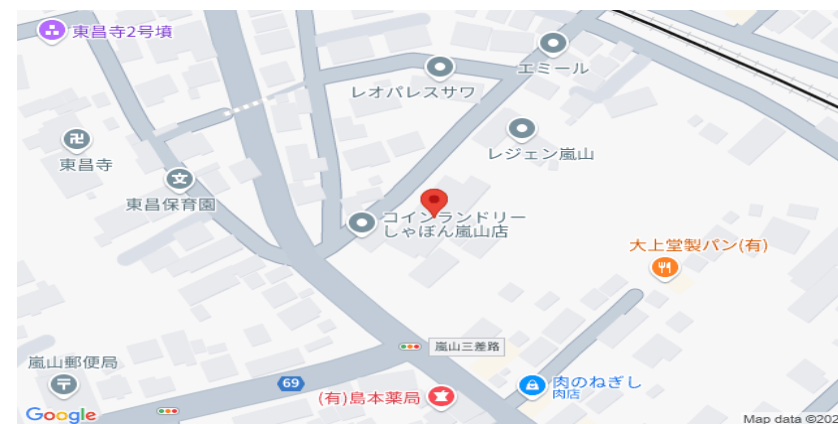 東昌寺2号墳
エミール
レオパレスサワ
レジェン嵐山
卍
東昌寺
文
東昌保育園
コインランドリー
しゃぼん嵐山店
大上堂製パン(有)
嵐山三差路
嵐山郵便局
〒
69
肉のねぎし
肉店
(有)島本薬局
Google
Map data ©202